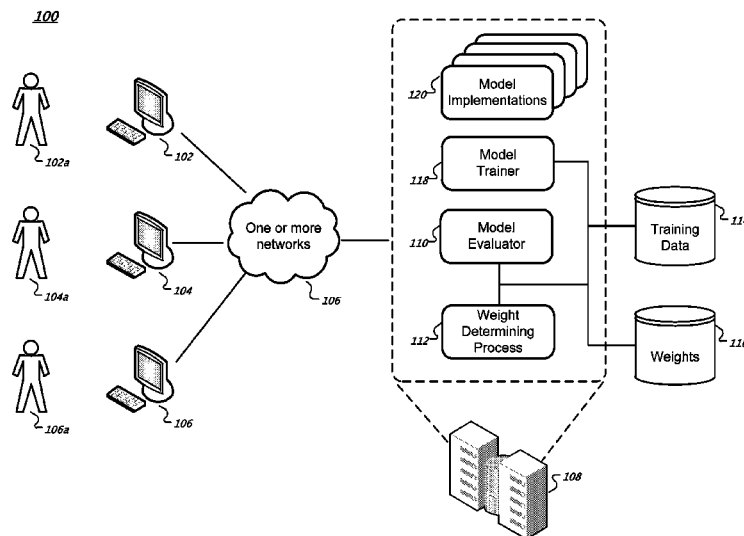 100
102a
102
104a
104
106a
106
One or more
networks
106
120
Model
Implementations
118
Model
Trainer
110
Model
Evaluator
112
Weight
Determining
Process
Training
Data
Weights
108